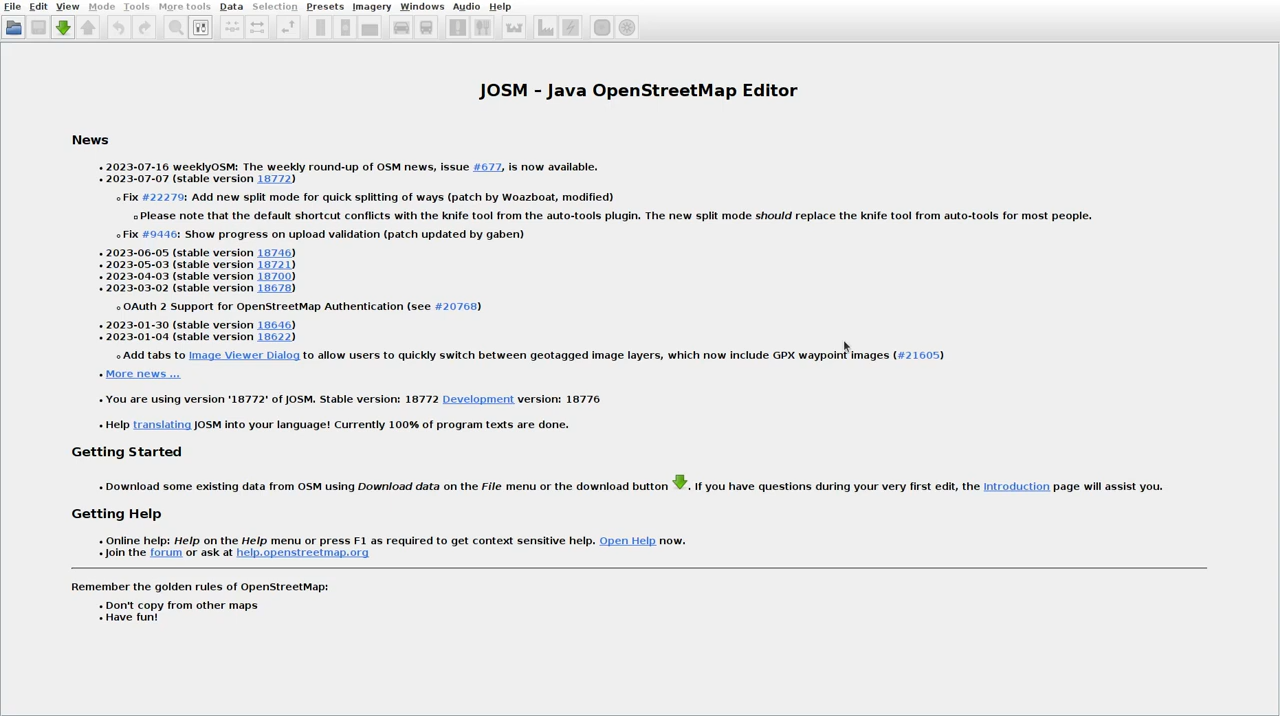 File Edit View Mode Tools More tools Data Selection Presets Imagery Windows Audio Help
JOSM – Java OpenStreetMap Editor
News
2023-07-16 weeklyOSM: The weekly round-up of OSM news, issue #677, is now available.
2023-07-07 (stable version 18772)
Fix #22279: Add new split mode for quick splitting of ways (patch by Woazboat, modified)
Please note that the default shortcut conflicts with the knife tool from the auto-tools plugin. The new split mode should replace the knife tool from auto-tools for most people.
Fix #9446: Show progress on upload validation (patch updated by gaben)
2023-06-05 (stable version 18746)
2023-05-03 (stable version 18721)
2023-04-03 (stable version 18700)
2023-03-02 (stable version 18678)
OAuth 2 Support for OpenStreetMap Authentication (see #20768)
2023-01-30 (stable version 18646)
2023-01-04 (stable version 18622)
Add tabs to Image Viewer Dialog to allow users to quickly switch between geotagged image layers, which now include GPX waypoint images (#21605)
More news ...
You are using version '18772' of JOSM. Stable version: 18772 Development version: 18776
Help translating JOSM into your language! Currently 100% of program texts are done.
Getting Started
Download some existing data from OSM using Download data on the File menu or the download button . If you have questions during your very first edit, the Introduction page will assist you.
Getting Help
Online help: Help on the Help menu or press F1 as required to get context sensitive help. Open Help now.
Join the forum or ask at help.openstreetmap.org
Remember the golden rules of OpenStreetMap:
Don't copy from other maps
Have fun!